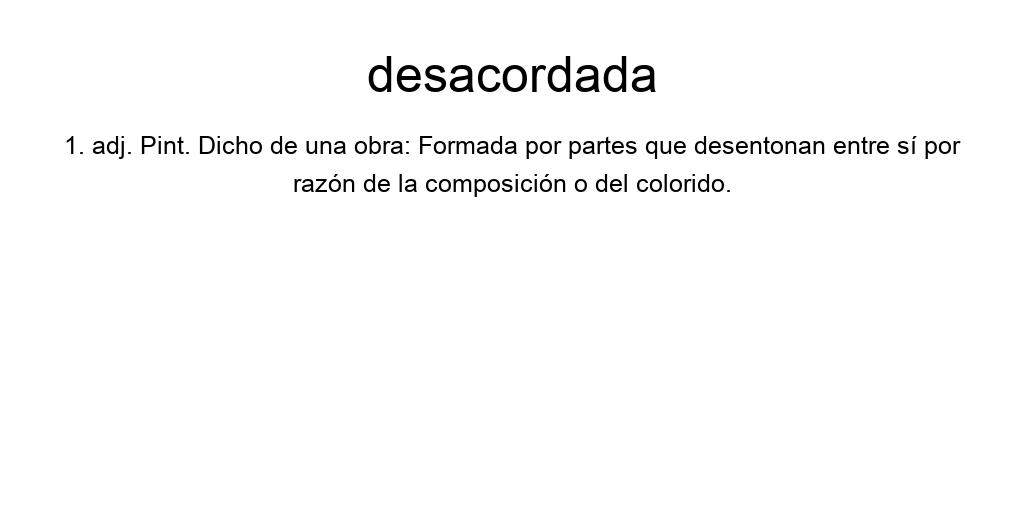 desacordada
1. adj. Pint. Dicho de una obra: Formada por partes que desentonan entre sí por
razón de la composición o del colorido.